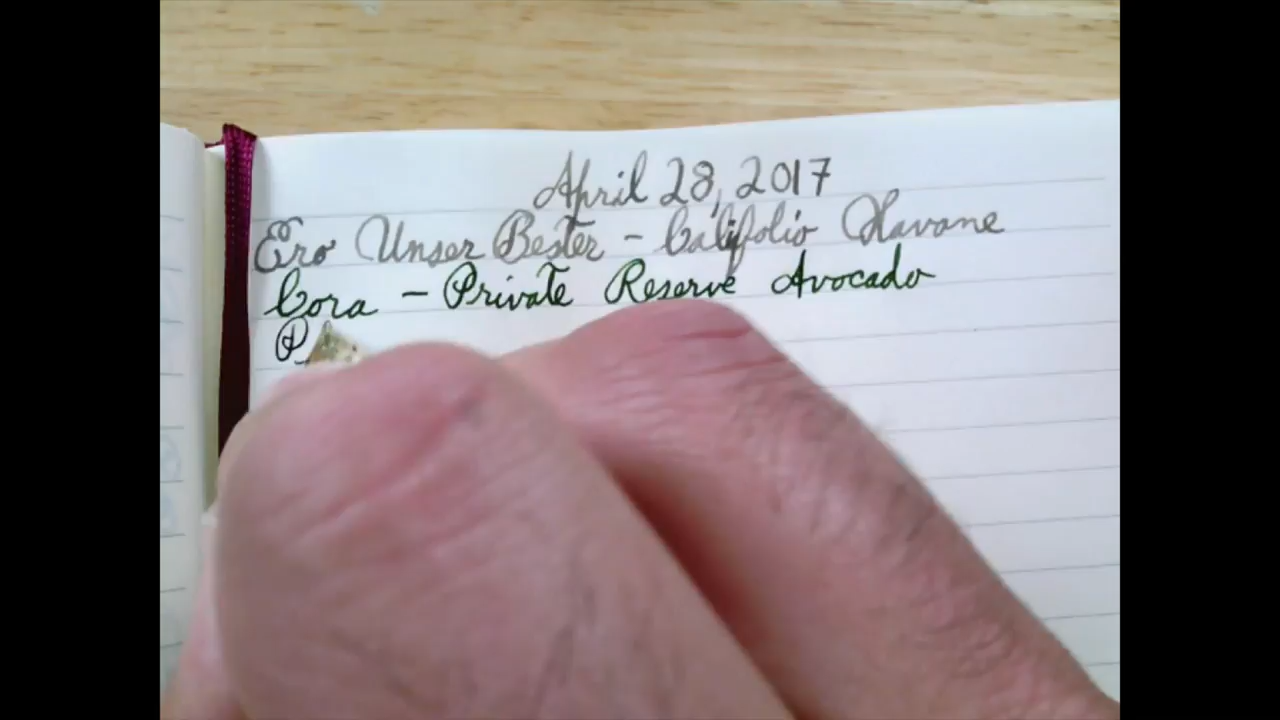 April 28, 2017
Ero Unser Bester - Califolio Havane
Cora - Private Reserve Avocado
P